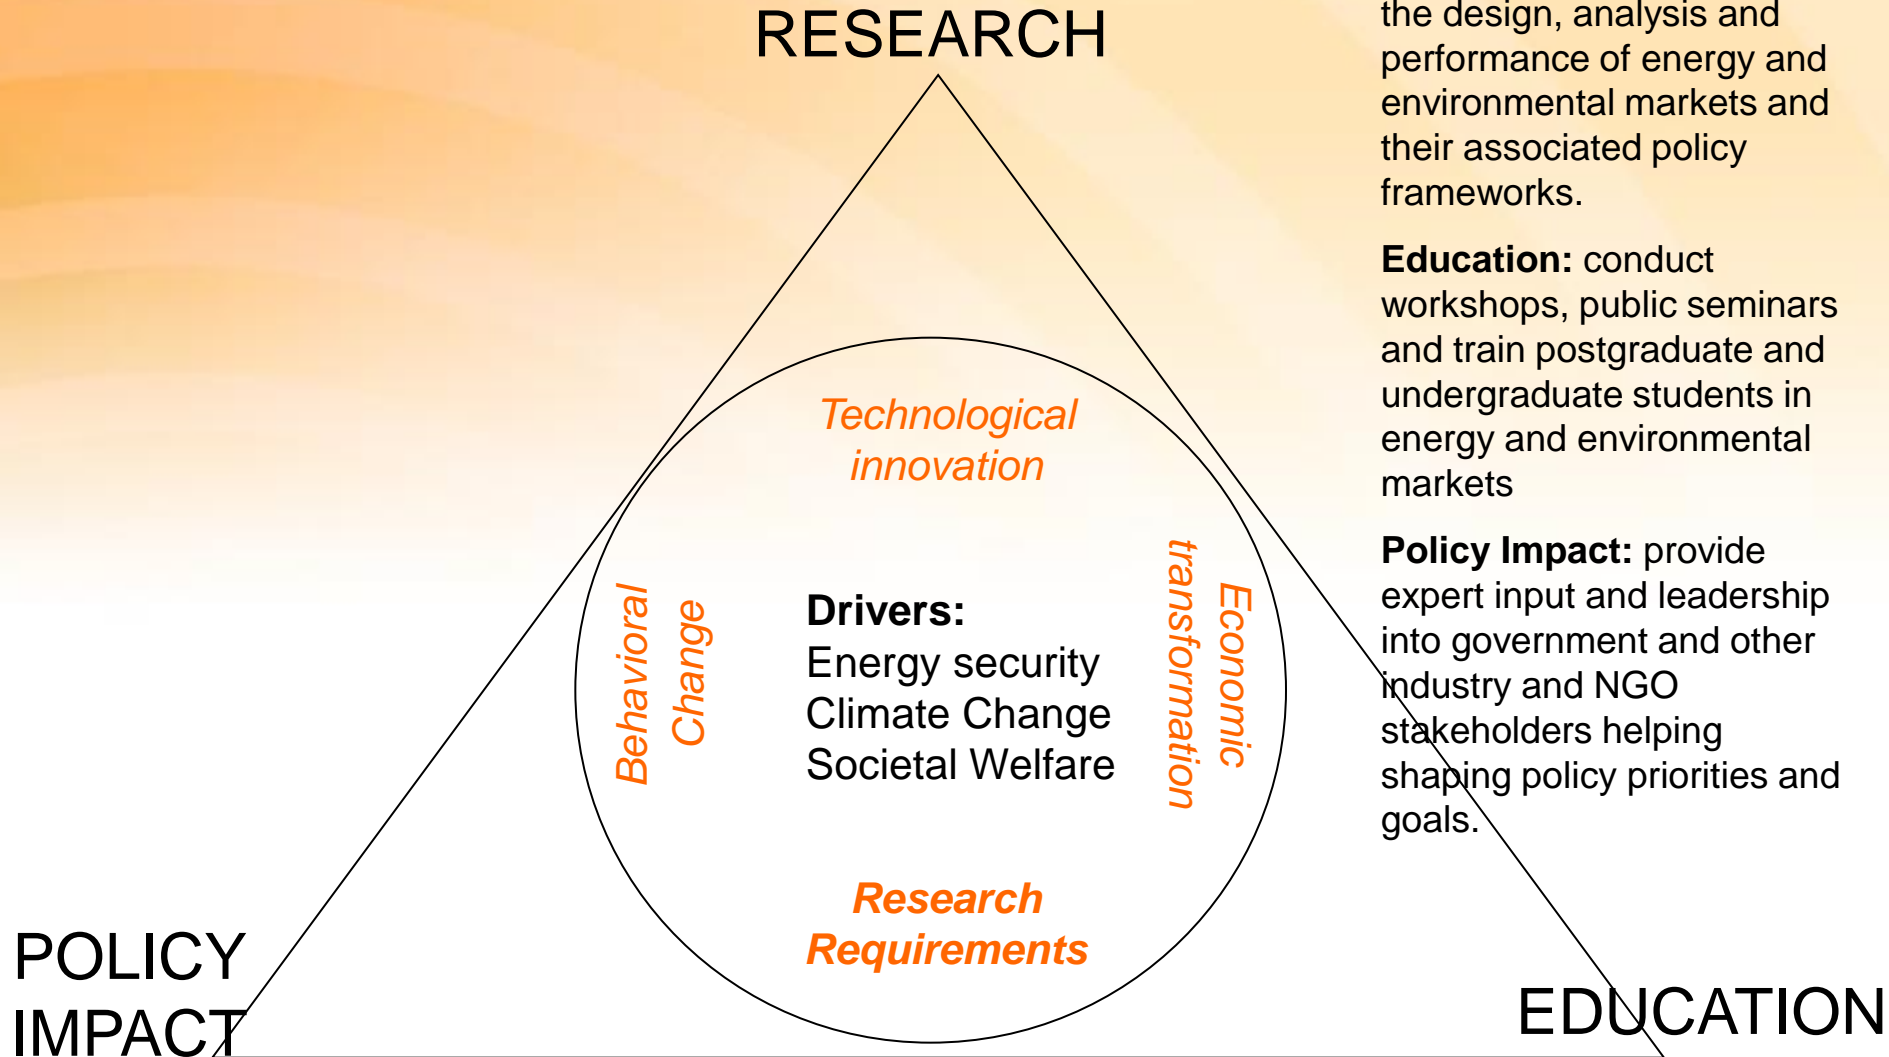 RESEARCH
the design, analysis and
performance of energy and
environmental markets and
their associated policy
frameworks.
Education: conduct
workshops, public seminars
and train postgraduate and
undergraduate students in
energy and environmental
markets
Policy Impact: provide
expert input and leadership
into government and other
industry and NGO
stakeholders helping
shaping policy priorities and
goals.
Technological
innovation
Behavioral
Change
Drivers:
Energy security
Climate Change
Societal Welfare
Economic
transformation
Research
Requirements
POLICY
IMPACT
EDUCATION